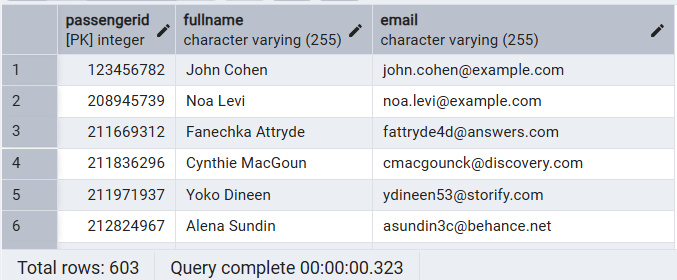 passengerid fullname email
[PK] integer character varying (255) character varying (255)
1 123456782 John Cohen john.cohen@example.com
2 208945739 Noa Levi noa.levi@example.com
3 211669312 Fanechka Attryde fattryde4d@answers.com
4 211836296 Cynthie MacGoun cmacgounck@discovery.com
5 211971937 Yoko Dineen ydineen53@storify.com
6 212824967 Alena Sundin asundin3c@behance.net
Total rows: 603 Query complete 00:00:00.323